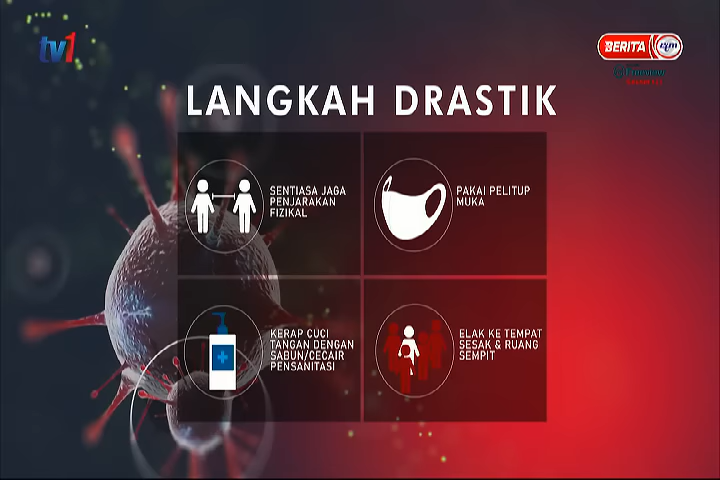 tv1
BERITA rtm
LANGKAH DRASTIK
SENTIASA JAGA
PENJARAKAN
FIZIKAL
PAKAI PELITUP
MUKA
KERAP CUCI
TANGAN DENGAN
SABUN/CECAIR
PENSANITASI
ELAK KE TEMPAT
SESAK & RUANG
SEMPIT